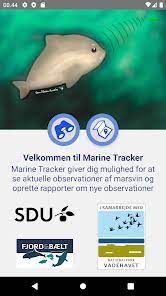 00.44
Velkommen til Marine Tracker
Marine Tracker giver dig mulighed for at
se aktuelle observationer af marsvin og
oprette rapporter om nye observationer
SDU
I SAMARBEJDE MED
FJORD&BÆLT
NATIONALPARK
VADEHAVET